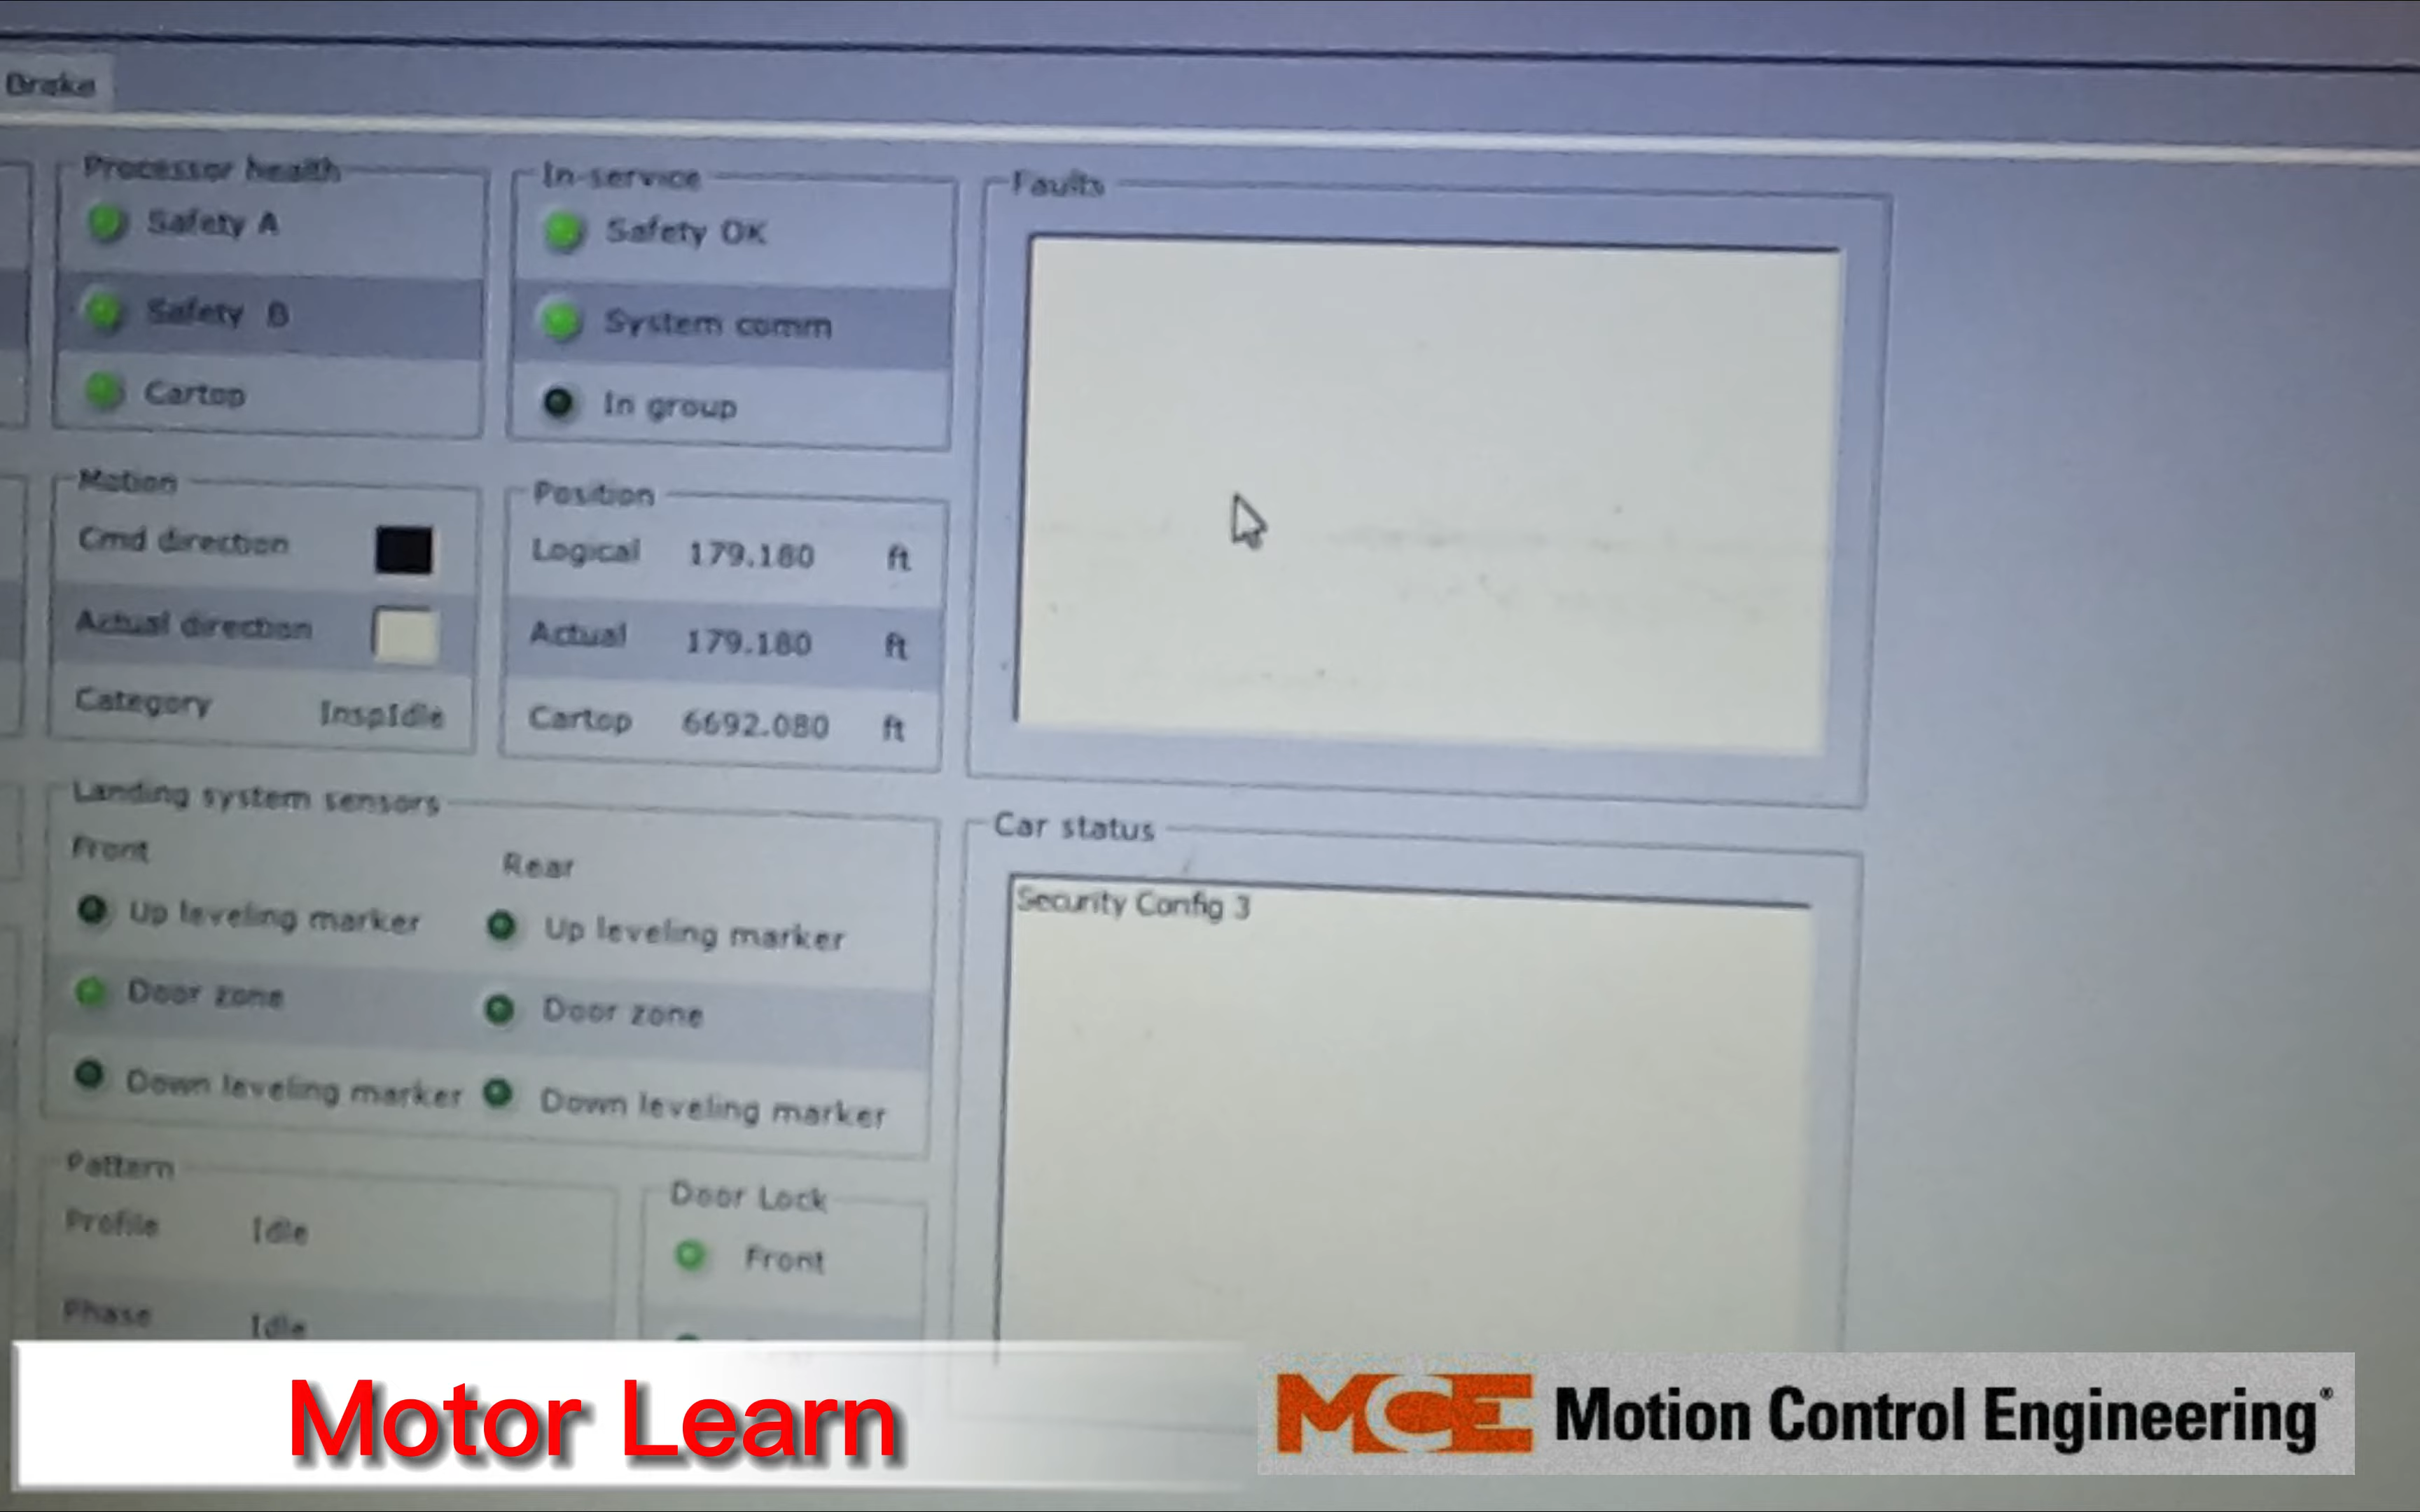 Brake
Processor health
Safety A
Safety B
Cartop
In-service
Safety OK
System comm
In group
Faults
Motion
Cmd direction
Actual direction
Category InspIdle
Position
Logical 179.180 ft
Actual 179.180 ft
Cartop 6692.080 ft
Landing system sensors
Front
Up leveling marker
Door zone
Down leveling marker
Rear
Up leveling marker
Door zone
Down leveling marker
Car status
Security Config 3
Pattern
Profile Idle
Phase Idle
Door Lock
Front
Motor Learn
MCE Motion Control Engineering®